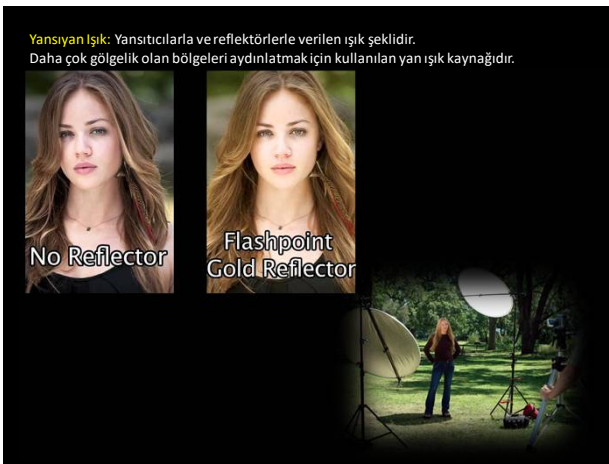 Yansıyan Işık: Yansıtıcılarla ve reflektörlerle verilen ışık şeklidir.
Daha çok gölgelik olan bölgeleri aydınlatmak için kullanılan yan ışık kaynağıdır.
No Reflector
Flashpoint
Gold Reflector